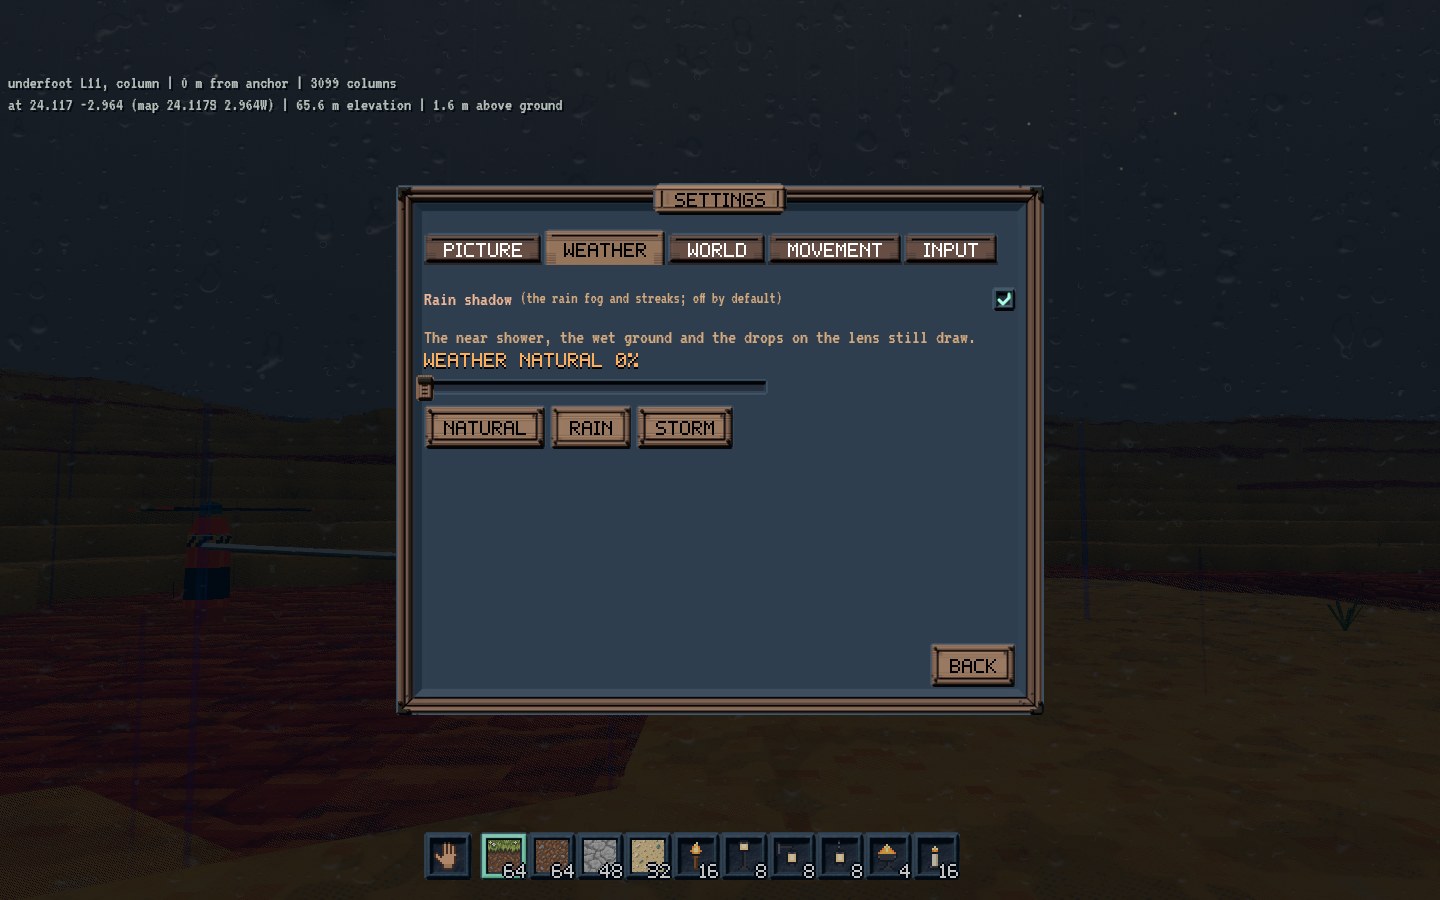 underfoot L11, column | 0 m from anchor | 3099 columns
at 24.117 -2.964 (map 24.117S 2.964W) | 65.6 m elevation | 1.6 m above ground
SETTINGS
PICTURE WEATHER WORLD MOVEMENT INPUT
Rain shadow (the rain fog and streaks; off by default)
The near shower, the wet ground and the drops on the lens still draw.
WEATHER NATURAL 0%
NATURAL RAIN STORM
BACK
64 64 48 32 16 8 8 8 4 16